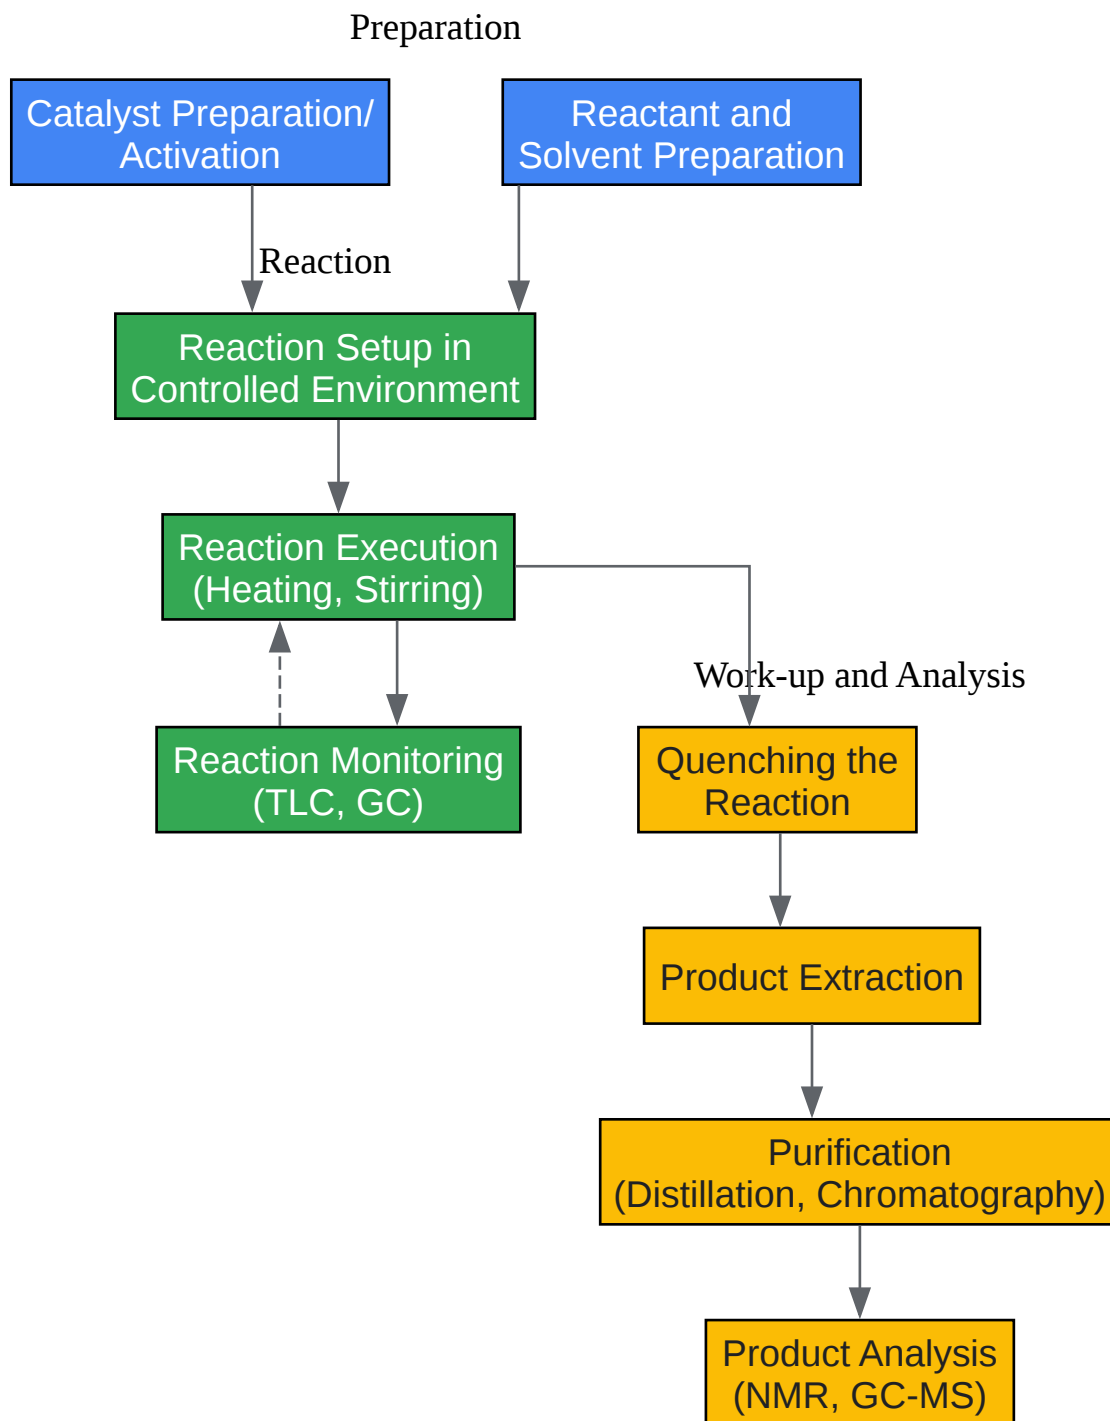 Preparation
Catalyst Preparation/
Activation
Reactant and
Solvent Preparation
Reaction
Reaction Setup in
Controlled Environment
Reaction Execution
(Heating, Stirring)
Work-up and Analysis
Reaction Monitoring
(TLC, GC)
Quenching the
Reaction
Product Extraction
Purification
(Distillation, Chromatography)
Product Analysis
(NMR, GC-MS)